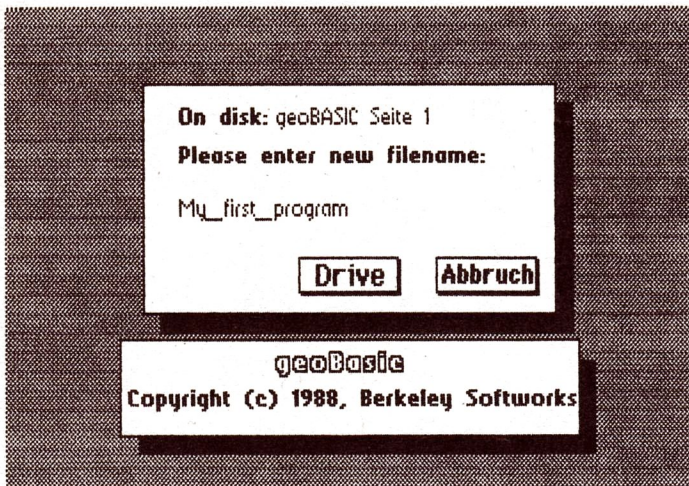 On disk: geoBASIC Seite 1
Please enter new filename:
My_first_program
Drive Abbruch
geoBasic
Copyright (c) 1988, Berkeley Softworks